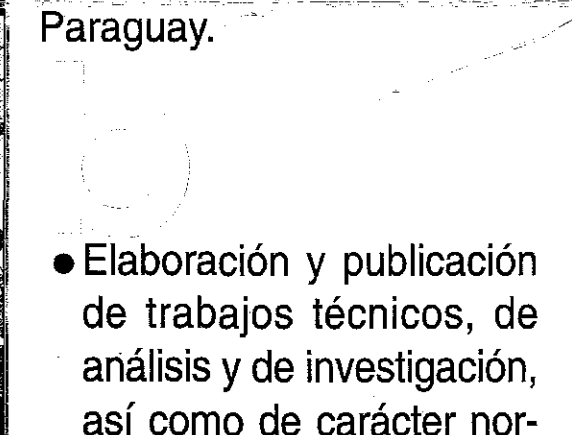 Paraguay.
● Elaboración y publicación
de trabajos técnicos, de
análisis y de investigación,
así como de carácter nor-